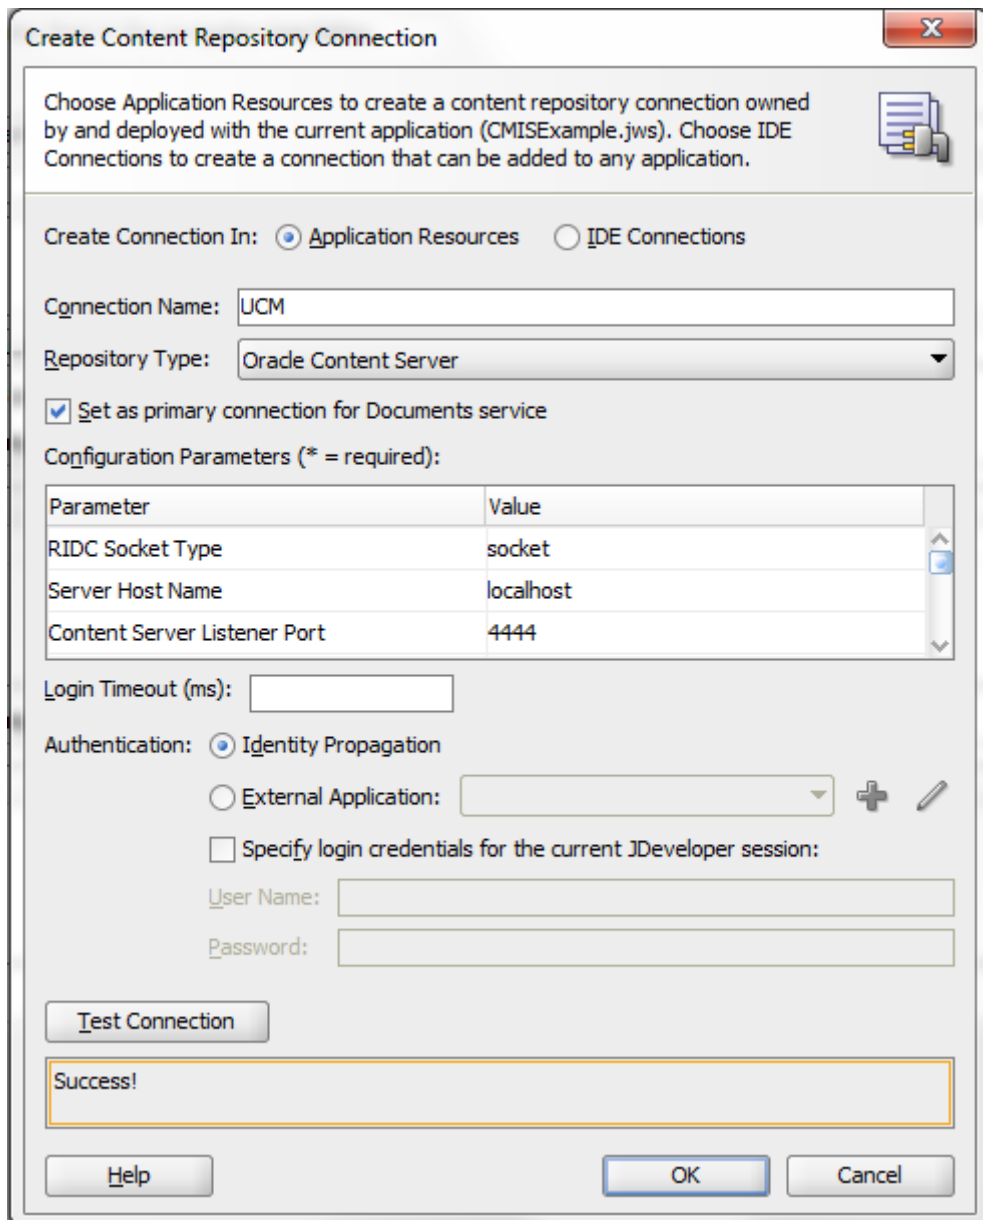 Create Content Repository Connection
Choose Application Resources to create a content repository connection owned
by and deployed with the current application (CMISExample.jws). Choose IDE
Connections to create a connection that can be added to any application.
Create Connection In: Application Resources IDE Connections
Connection Name: UCM
Repository Type: Oracle Content Server
Set as primary connection for Documents service
Configuration Parameters (* = required):
Parameter Value
RIDC Socket Type socket
Server Host Name localhost
Content Server Listener Port 4444
Login Timeout (ms):
Authentication: Identity Propagation
External Application:
Specify login credentials for the current JDeveloper session:
User Name:
Password:
Test Connection
Success!
Help OK Cancel